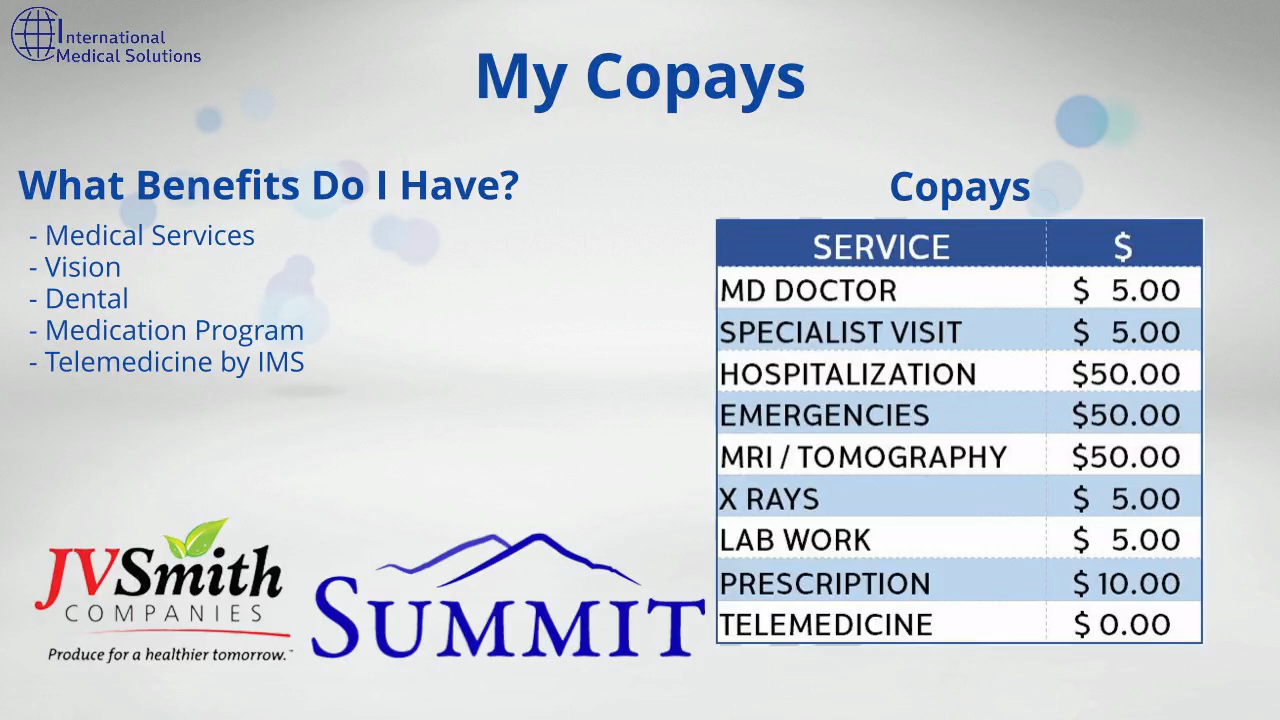 International
Medical Solutions
My Copays
What Benefits Do I Have?
- Medical Services
- Vision
- Dental
- Medication Program
- Telemedicine by IMS
JVSmith
COMPANIES
Produce for a healthier tomorrow.™
SUMMIT
Copays
SERVICE $
MD DOCTOR $ 5.00
SPECIALIST VISIT $ 5.00
HOSPITALIZATION $50.00
EMERGENCIES $50.00
MRI / TOMOGRAPHY $50.00
X RAYS $ 5.00
LAB WORK $ 5.00
PRESCRIPTION $ 10.00
TELEMEDICINE $ 0.00